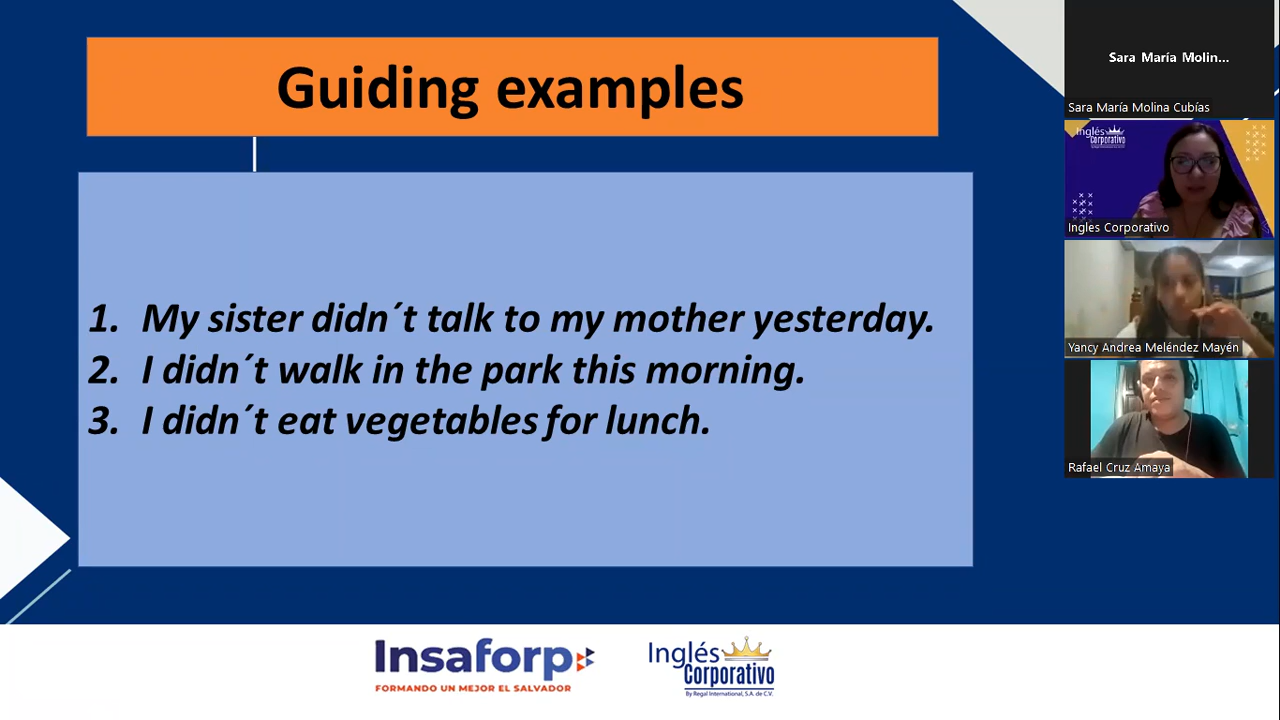 Guiding examples
1. My sister didn´t talk to my mother yesterday.
2. I didn´t walk in the park this morning.
3. I didn´t eat vegetables for lunch.
Insaforp
FORMANDO UN MEJOR EL SALVADOR
Inglés
Corporativo
By Regal International, S.A. de C.V.
Sara María Molin...
Sara María Molina Cubías
Inglés
Corporativo
Ingles Corporativo
Yancy Andrea Meléndez Mayén
Rafael Cruz Amaya